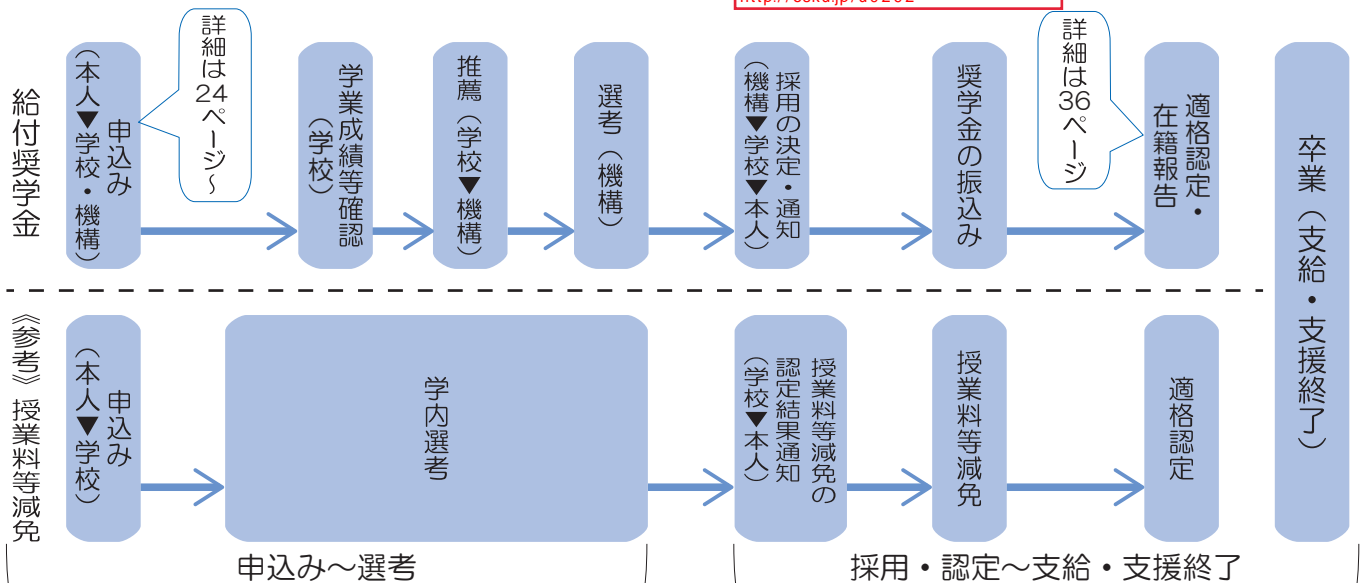 給付奨学金
申込み
（本人▼学校・機構）
詳細は
24ページ～
学業成績等確認
（学校）
推薦（学校▼機構）
選考（機構）
採用の決定・通知
（機構▼学校▼本人）
奨学金の振込み
詳細は
36ページ
適格認定・
在籍報告
卒業（支給・支援終了）
《参考》授業料等減免
申込み
（本人▼学校）
学内選考
授業料等減免の
認定結果通知
（学校▼本人）
授業料等減免
適格認定
申込み～選考
採用・認定～支給・支援終了